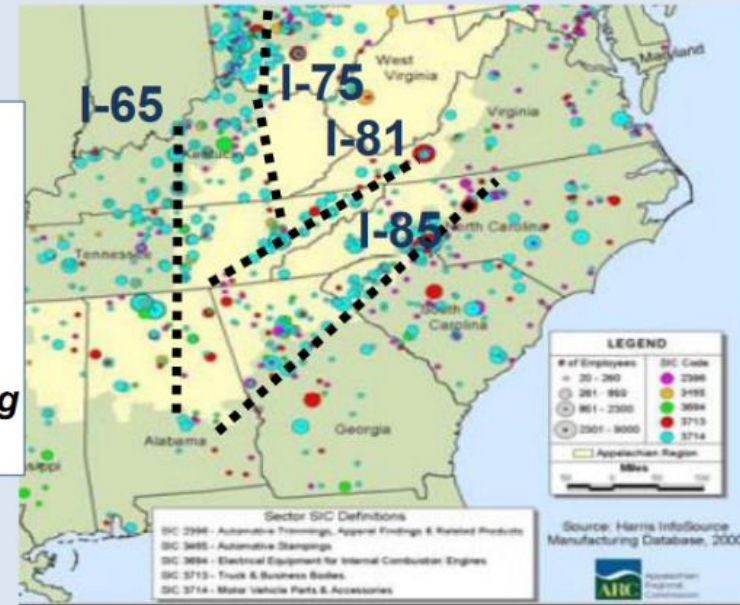 West
Virginia
Maryland
I-75
I-65
Virginia
I-81
Kentucky
I-85
North Carolina
Tennessee
South
Carolina
g
LEGEND
# of Employees
SIC Code
20 - 260
2396
261 - 860
3465
861 - 2300
3694
2301 - 9000
3713
3714
Appalachian Region
Miles
Alabama
Georgia
Sector SIC Definitions
SIC 2396 - Automotive Trimmings, Apparel Findings & Related Products
SIC 3465 - Automotive Stampings
SIC 3694 - Electrical Equipment for Internal Combustion Engines
SIC 3713 - Truck & Business Bodies
SIC 3714 - Motor Vehicle Parts & Accessories
Source: Harris InfoSource
Manufacturing Database, 2000
ARC
Appalachian
Regional
Commission